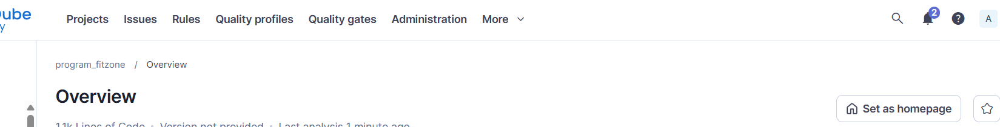 ube
y
Projects Issues Rules Quality profiles Quality gates Administration More 2 ? A
program_fitzone / Overview
Overview
Set as homepage
1.1k Lines of Code • Version not provided • Last analysis 1 minute ago